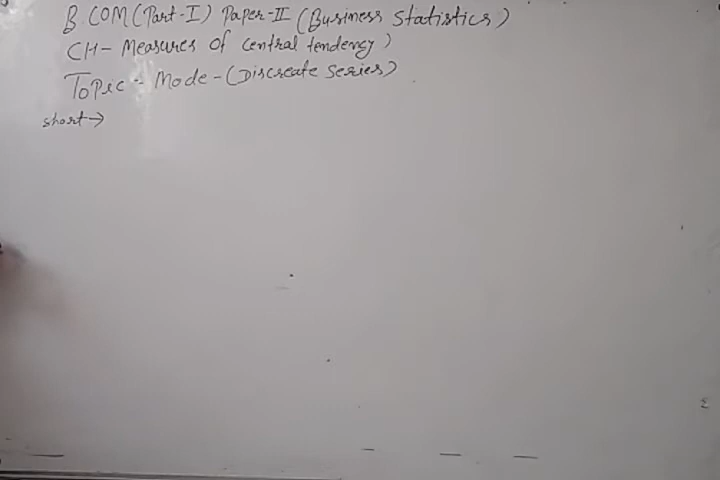 B.COM (Part-I) Paper-II (Business Statistics)
CH- Measures of central tendency)
Topic - Mode - (Discreate Series)
short →